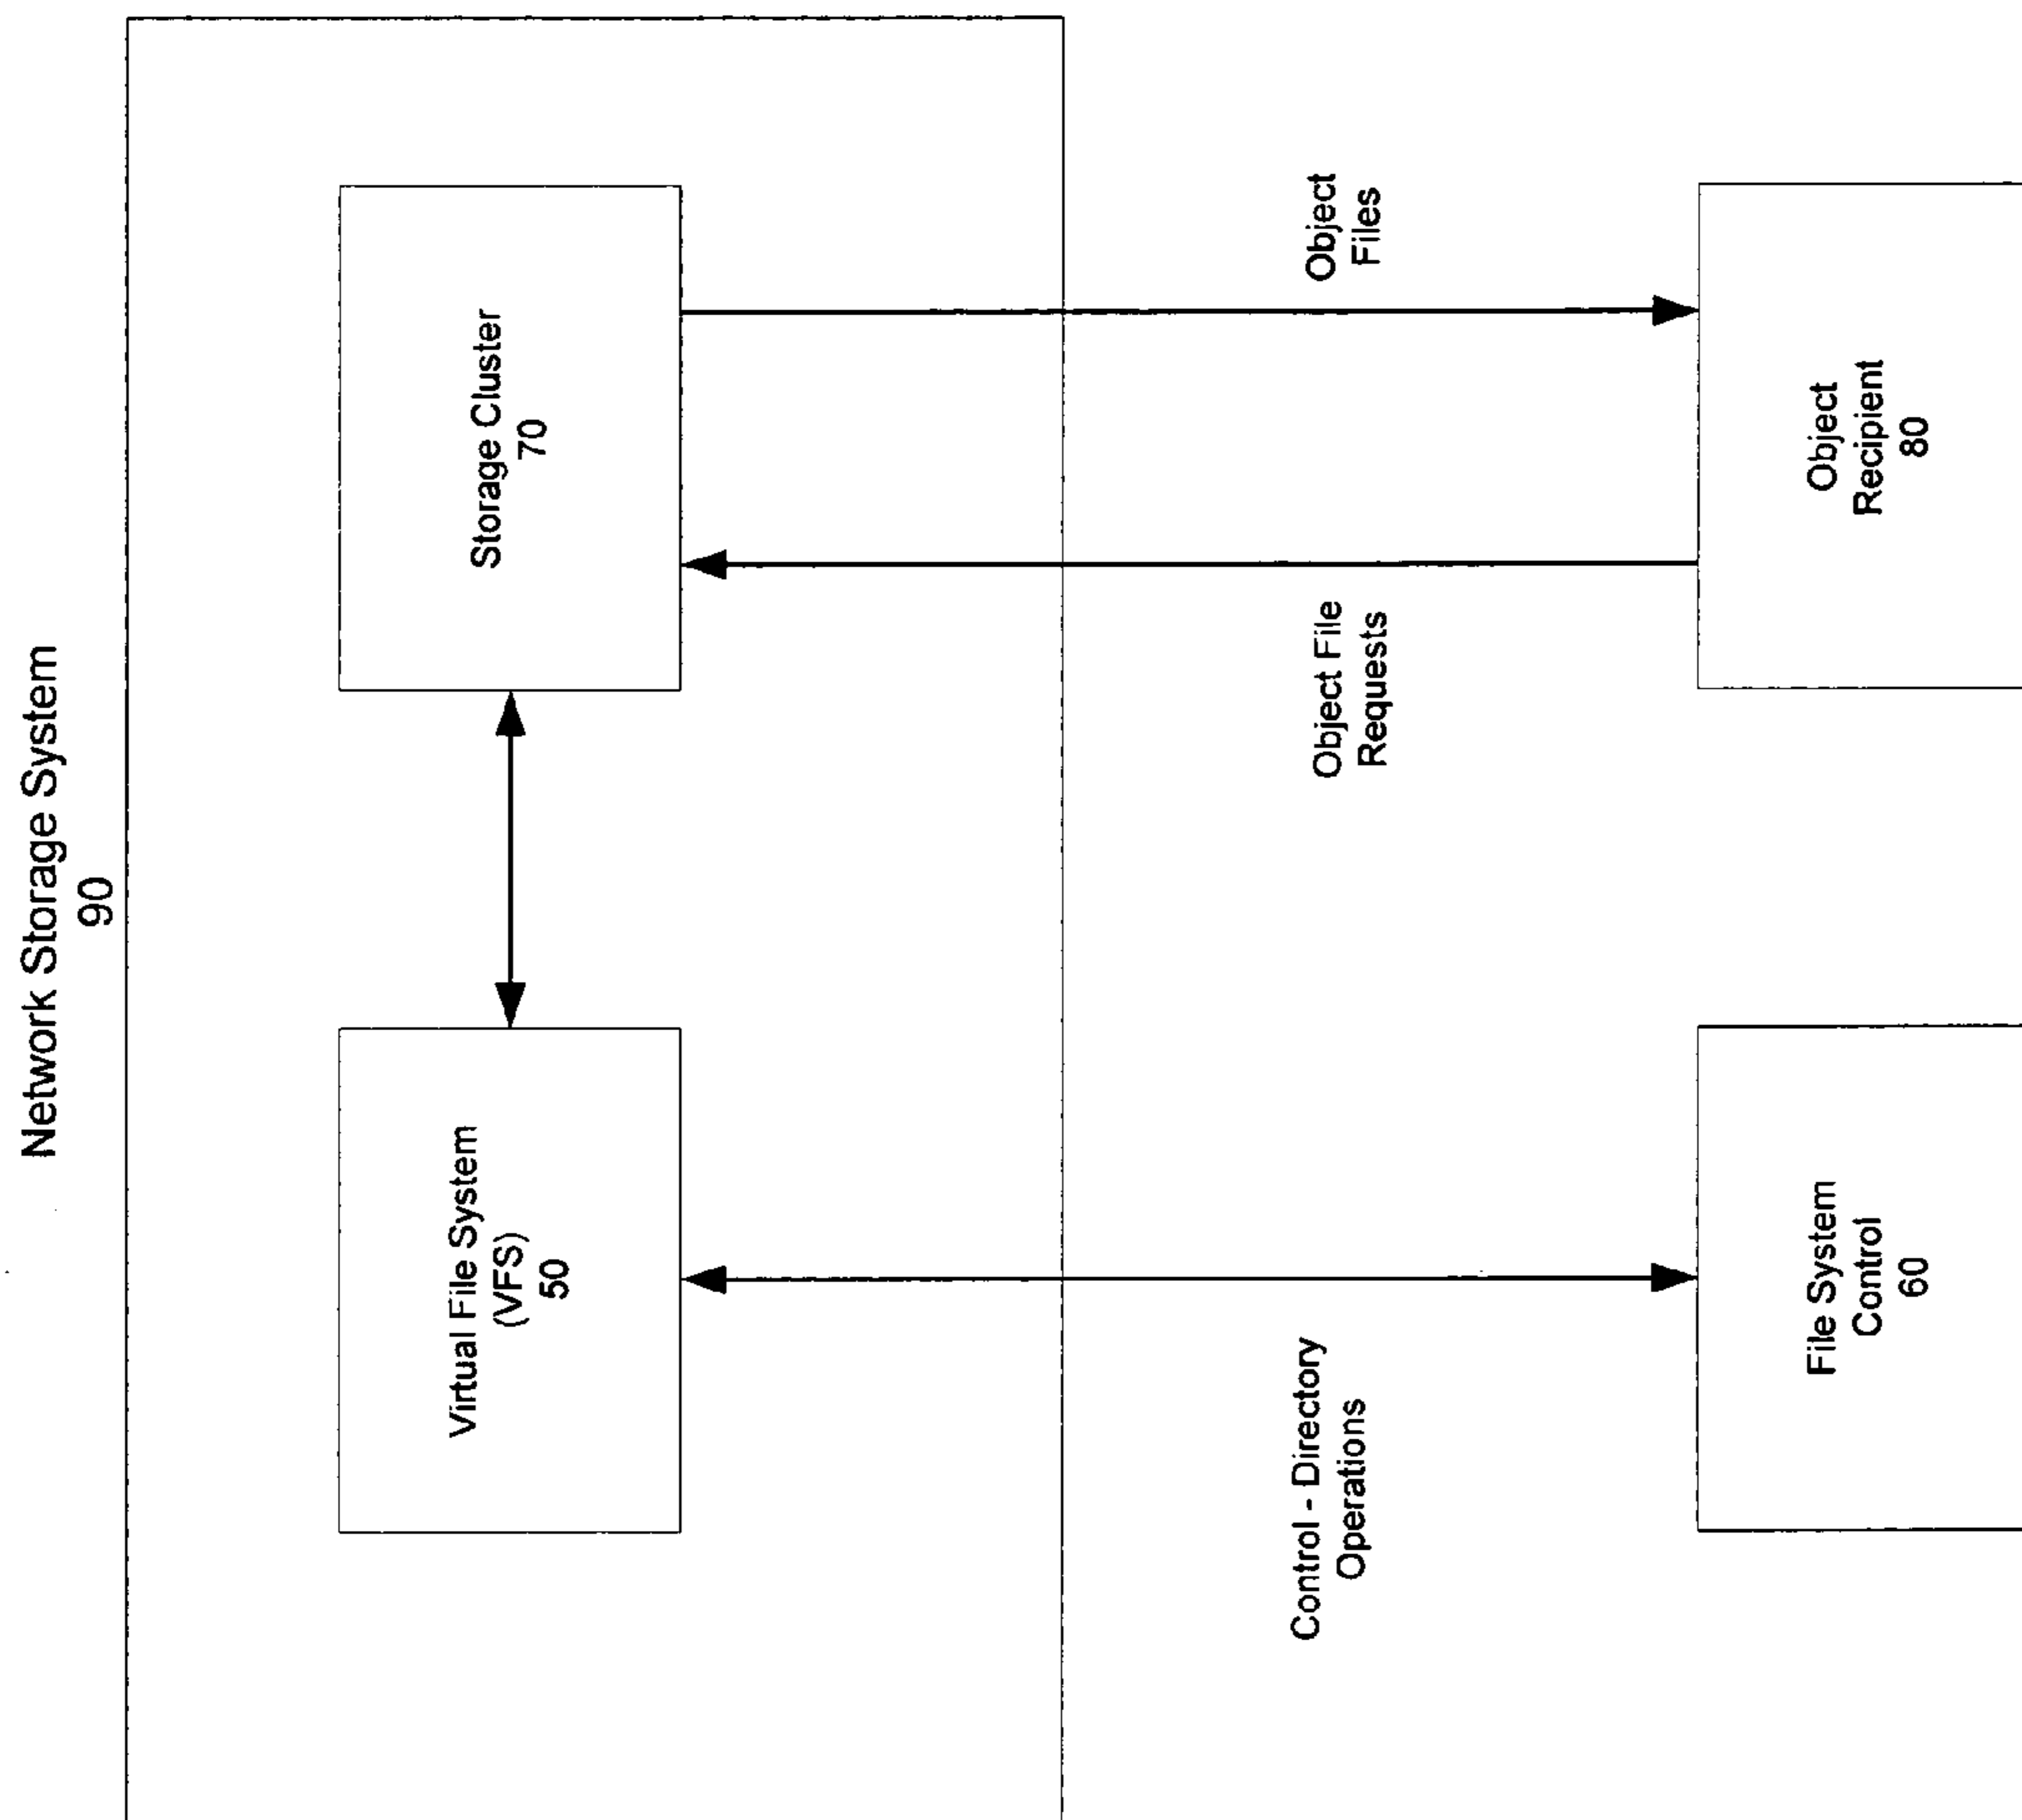 Network Storage System
90
Virtual File System
(VFS)
50
Storage Cluster
70
Control - Directory
Operations
Object File
Requests
Object
Files
File System
Control
60
Object
Recipient
80